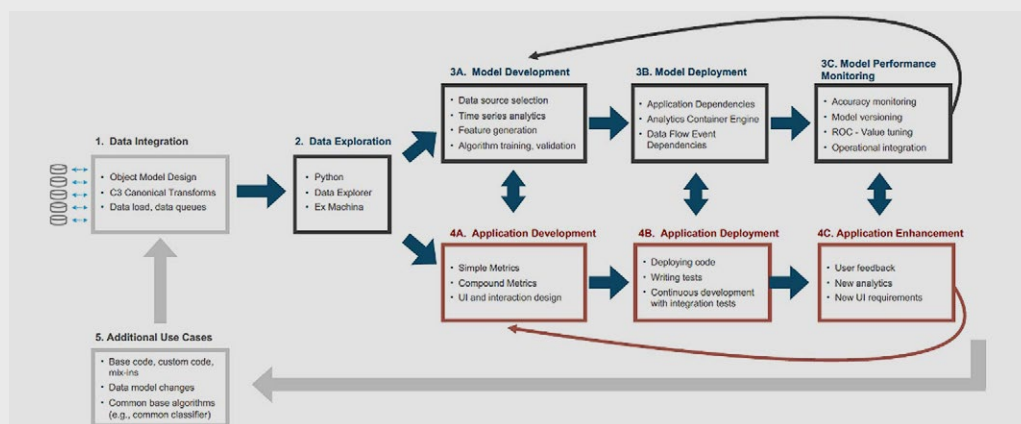 3A. Model Development
3B. Model Deployment
3C. Model Performance
Monitoring
• Data source selection
• Time series analytics
• Feature generation
• Algorithm training, validation
• Application Dependencies
• Analytics Container Engine
• Data Flow Event
Dependencies
• Accuracy monitoring
• Model versioning
• ROC - Value tuning
• Operational integration
1. Data Integration
• Object Model Design
• C3 Canonical Transforms
• Data load, data queues
2. Data Exploration
• Python
• Data Explorer
• Ex Machina
4A. Application Development
4B. Application Deployment
4C. Application Enhancement
• Simple Metrics
• Compound Metrics
• UI and interaction design
• Deploying code
• Writing tests
• Continuous development
with integration tests
• User feedback
• New analytics
• New UI requirements
5. Additional Use Cases
• Base code, custom code,
mix-ins
• Data model changes
• Common base algorithms
(e.g., common classifier)